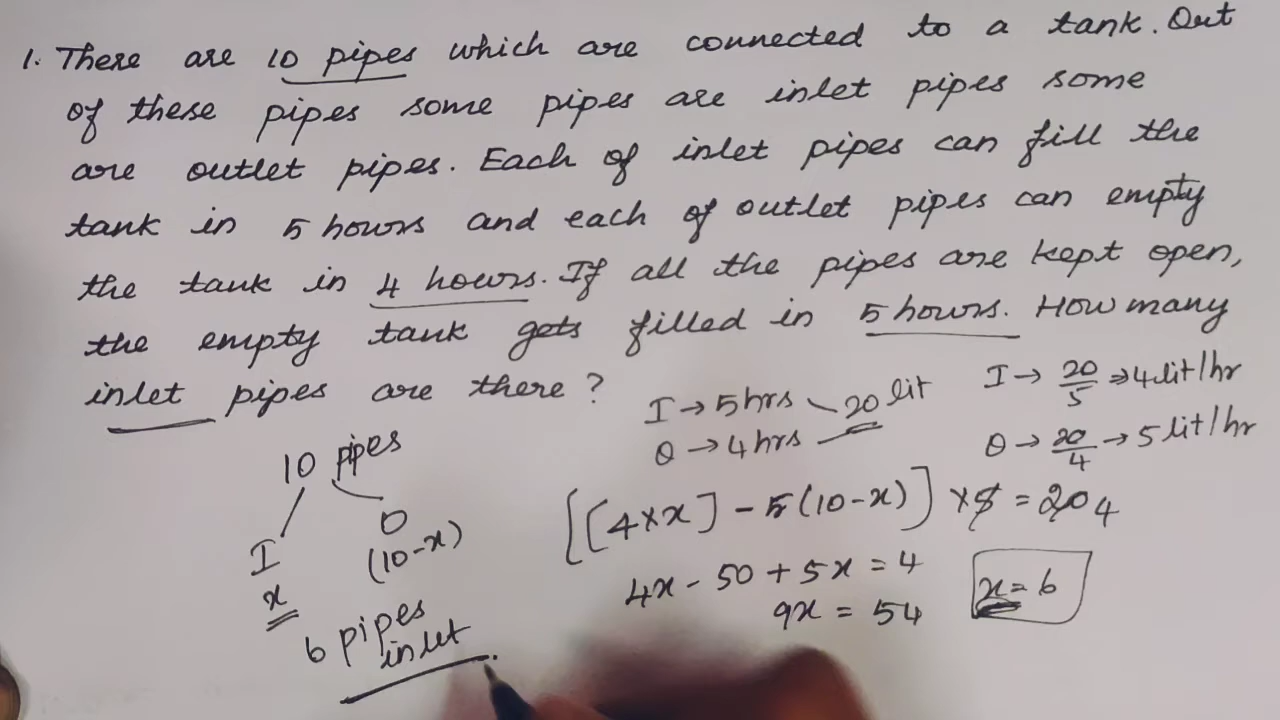 1. There are 10 pipes which are connected to a tank. Out
of these pipes some pipes are inlet pipes some
are outlet pipes. Each of inlet pipes can fill the
tank in 5 hours and each of outlet pipes can empty
the tank in 4 hours. If all the pipes are kept open,
the empty tank gets filled in 5 hours. How many
inlet pipes are there?
I → 5hrs
O → 4hrs
20 lit
I → 20/5 ⇒ 4 lit/hr
O → 20/4 → 5 lit/hr
10 pipes
I
x
O
(10-x)
[[4×x] - 5(10-x)] ×5 = 20 4
4x - 50 + 5x = 4
9x = 54
x = 6
6 pipes
inlet.